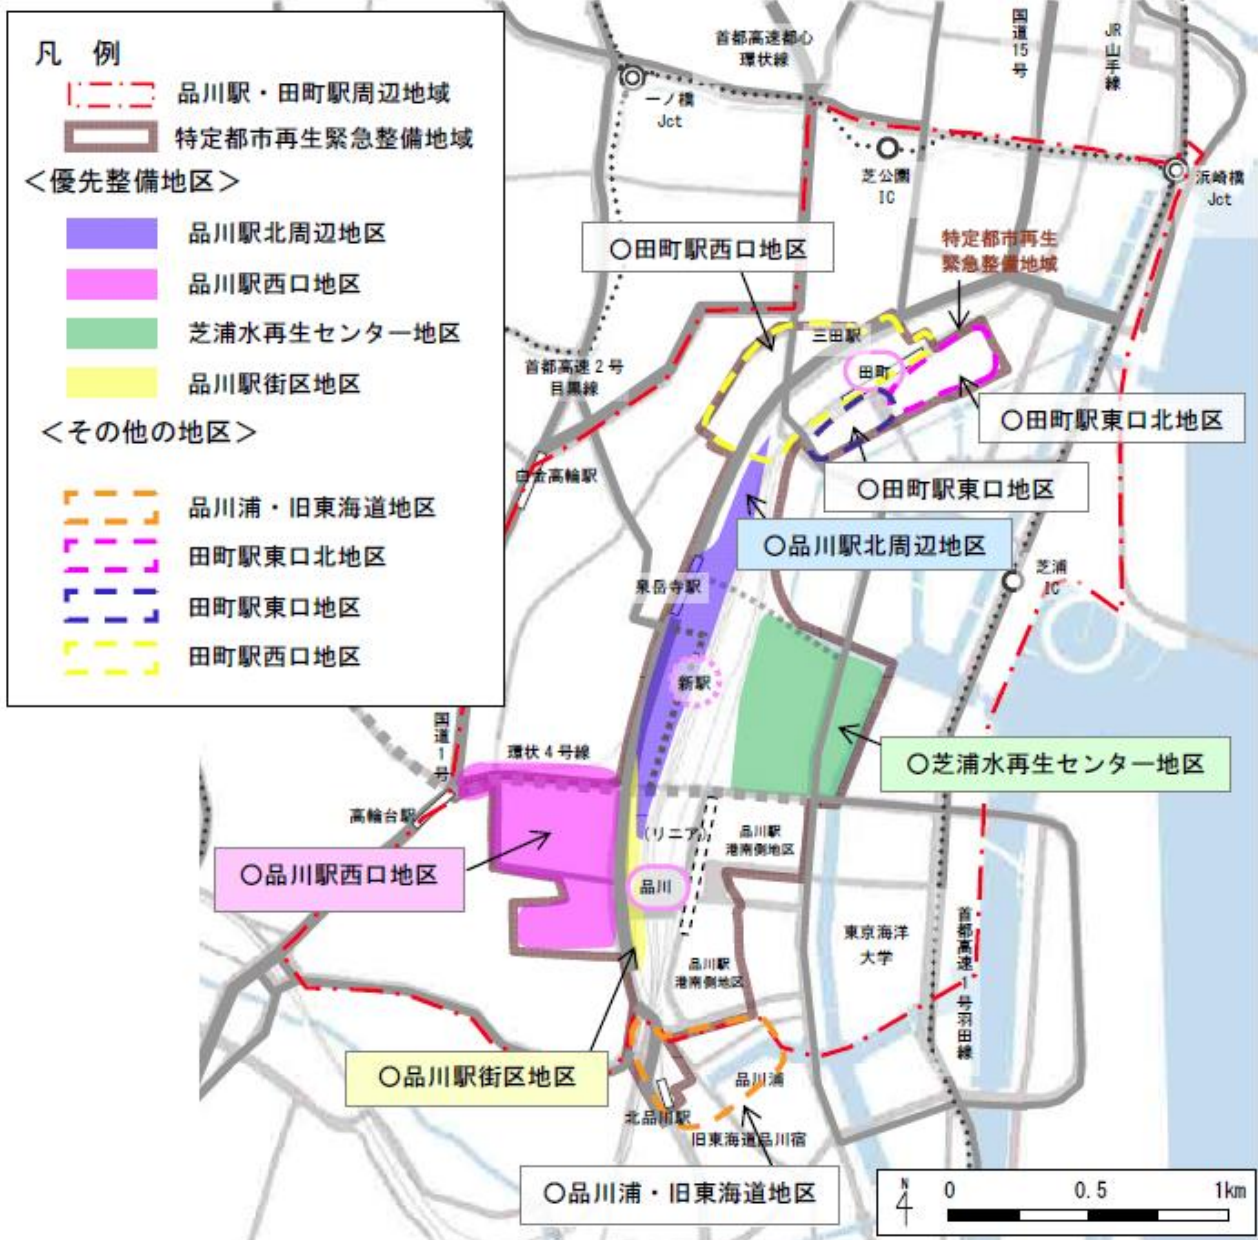 凡 例
品川駅・田町駅周辺地域
特定都市再生緊急整備地域
＜優先整備地区＞
品川駅北周辺地区
品川駅西口地区
芝浦水再生センター地区
品川駅街区地区
＜その他の地区＞
品川浦・旧東海道地区
田町駅東口北地区
田町駅東口地区
田町駅西口地区
首都高速都心
環状線
国道15号
JR山手線
一ノ橋
Jct
芝公園
IC
浜崎橋
Jct
〇田町駅西口地区
特定都市再生
緊急整備地域
三田駅
田町
首都高速2号
目黒線
〇田町駅東口北地区
白金高輪駅
〇田町駅東口地区
〇品川駅北周辺地区
泉岳寺駅
芝浦
IC
新駅
国道1号
環状4号線
〇芝浦水再生センター地区
高輪台駅
(リニア)
品川駅
港南側地区
〇品川駅西口地区
品川
東京海洋
大学
首都高速1号羽田線
品川駅
港南側地区
〇品川駅街区地区
品川浦
北品川駅
旧東海道品川宿
〇品川浦・旧東海道地区
N
0 0.5 1km